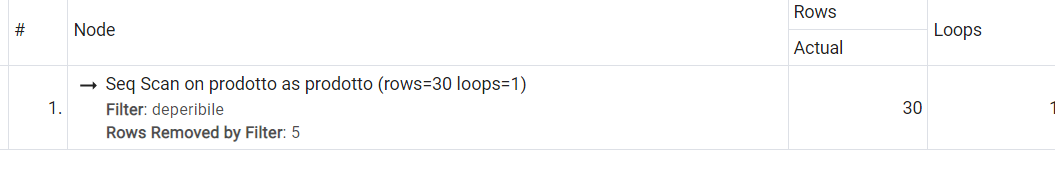 #
Node
Rows
Actual
Loops
1.
→ Seq Scan on prodotto as prodotto (rows=30 loops=1)
Filter: deperibile
Rows Removed by Filter: 5
30
1